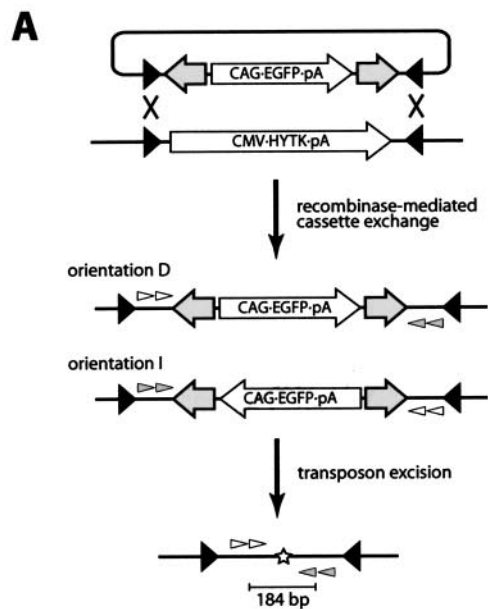 A
CAG·EGFP·pA
CMV·HYTK·pA
recombinase-mediated
cassette exchange
orientation D
CAG·EGFP·pA
orientation I
CAG·EGFP·pA
transposon excision
184 bp